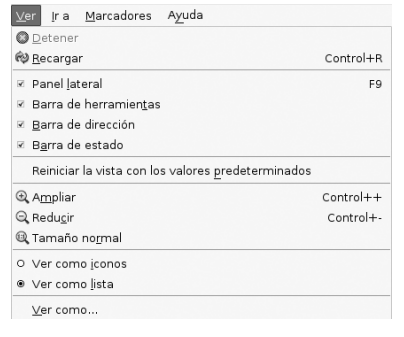 Ver Ir a Marcadores Ayuda
Detener
Recargar Control+R
Panel lateral F9
Barra de herramientas
Barra de dirección
Barra de estado
Reiniciar la vista con los valores predeterminados
Ampliar Control++
Reducir Control+-
Tamaño normal
Ver como iconos
Ver como lista
Ver como...